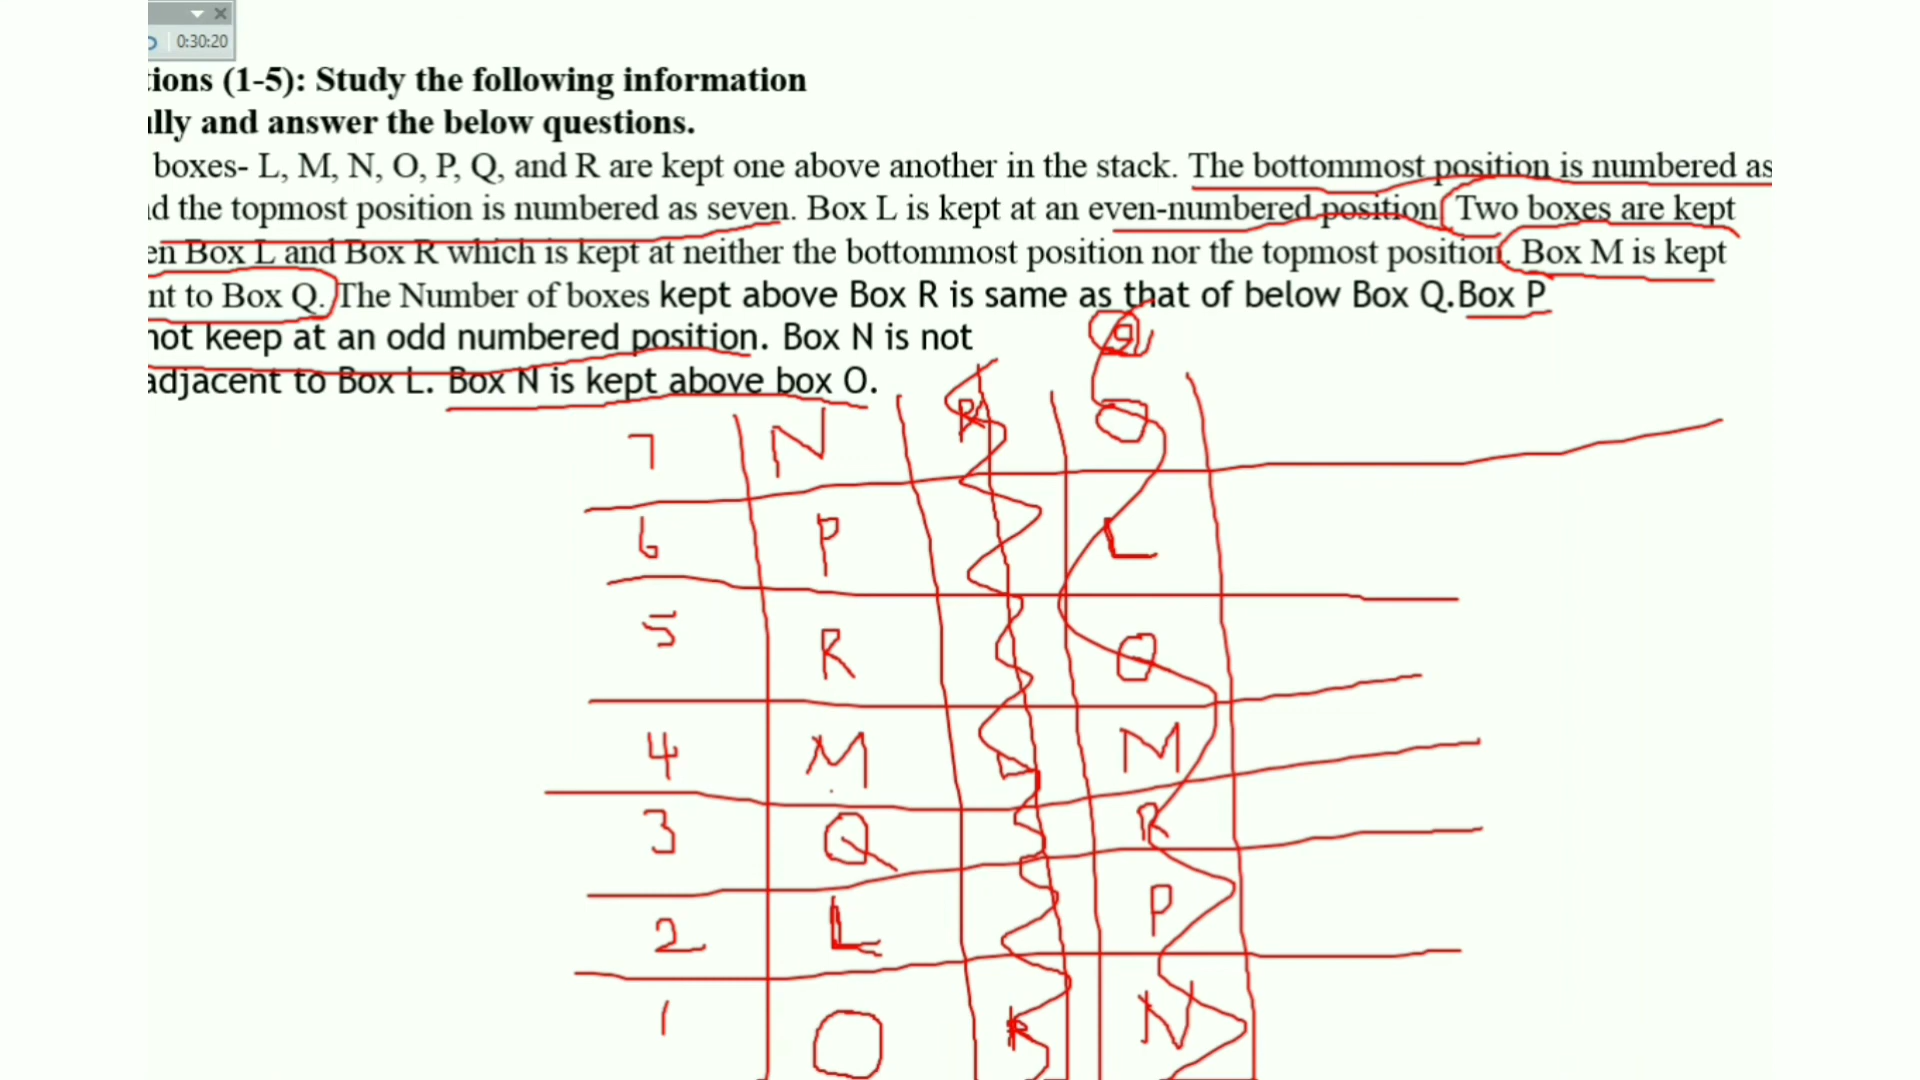 0:30:20
tions (1-5): Study the following information
lly and answer the below questions.
boxes- L, M, N, O, P, Q, and R are kept one above another in the stack. The bottommost position is numbered as
d the topmost position is numbered as seven. Box L is kept at an even-numbered position. Two boxes are kept
en Box L and Box R which is kept at neither the bottommost position nor the topmost position. Box M is kept
nt to Box Q. The Number of boxes kept above Box R is same as that of below Box Q.Box P
not keep at an odd numbered position. Box N is not
adjacent to Box L. Box N is kept above box O.
Q
7 N R O
6 P L
5 R Q
4 M L M
3 Q R
2 L P
1 O R N